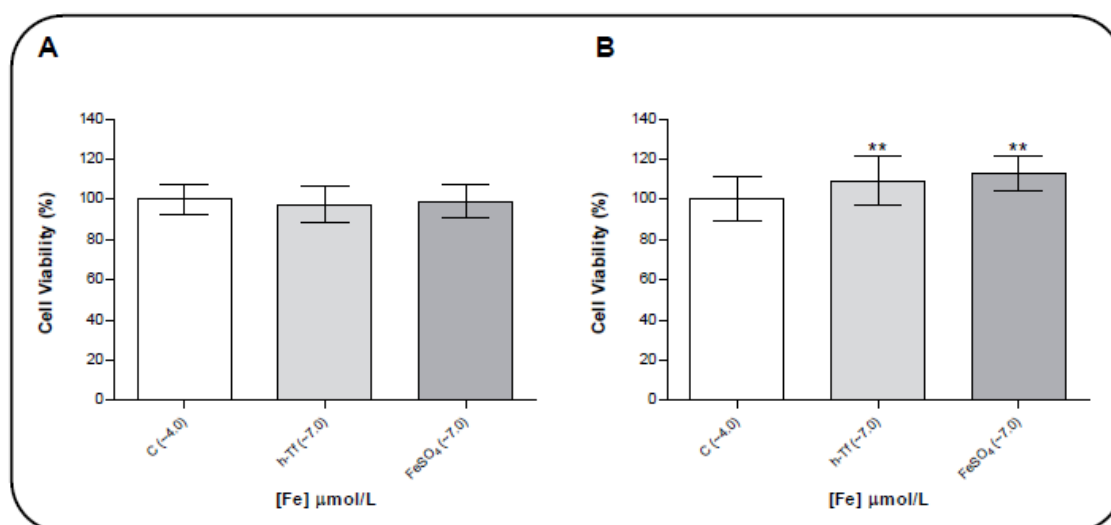 A
Cell Viability (%)
140
120
100
80
60
40
20
0
C (~4.0)
h-Tf (~7.0)
FeSO₄ (~7.0)
[Fe] μmol/L
B
Cell Viability (%)
140
120
100
80
60
40
20
0
**
**
C (~4.0)
h-Tf (~7.0)
FeSO₄ (~7.0)
[Fe] μmol/L